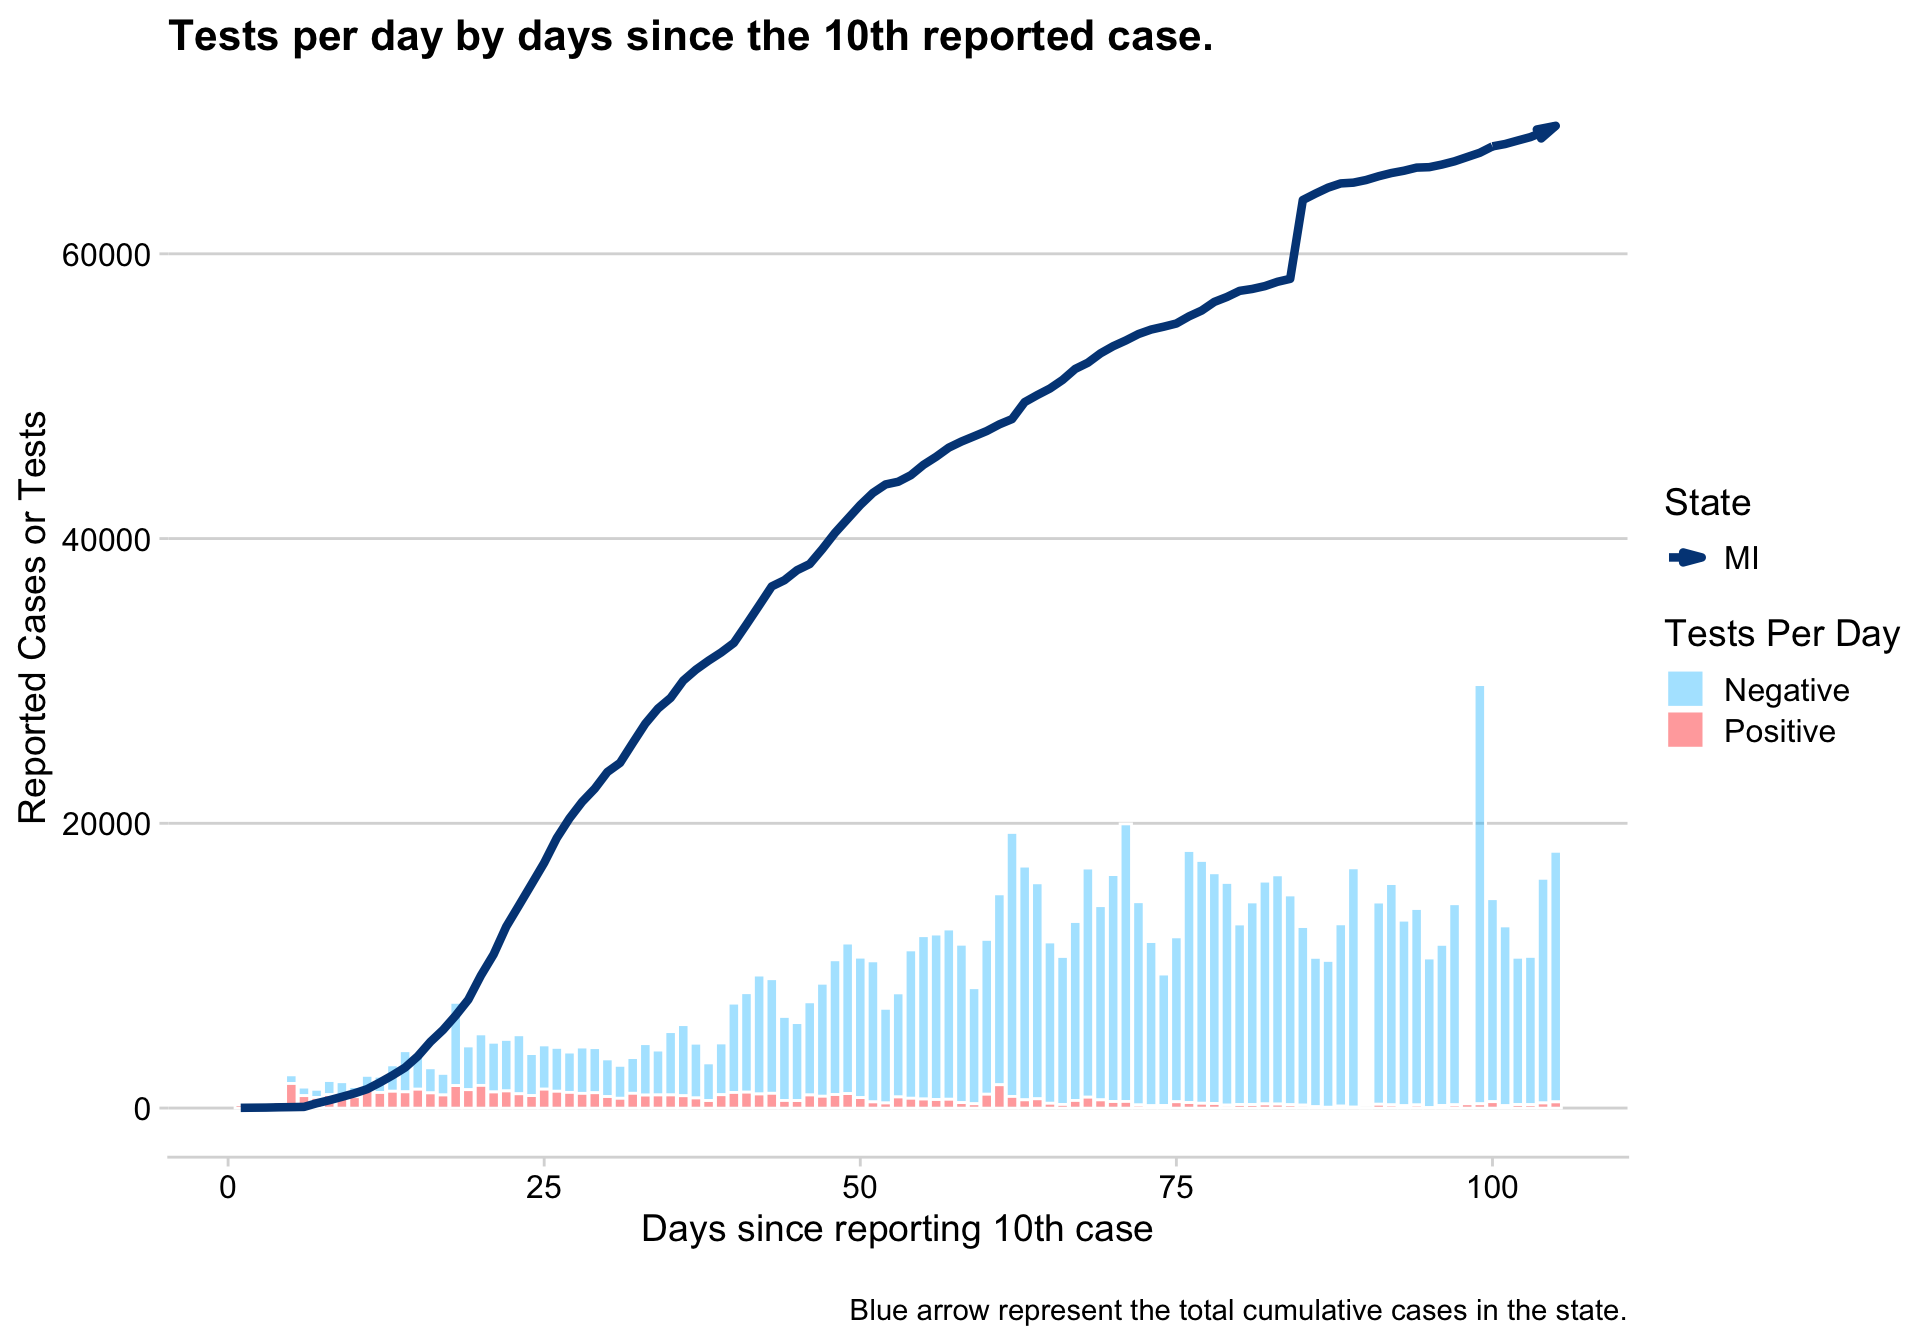 Tests per day by days since the 10th reported case.
Reported Cases or Tests
60000
40000
20000
0
0 25 50 75 100
Days since reporting 10th case
State
MI
Tests Per Day
Negative
Positive
Blue arrow represent the total cumulative cases in the state.